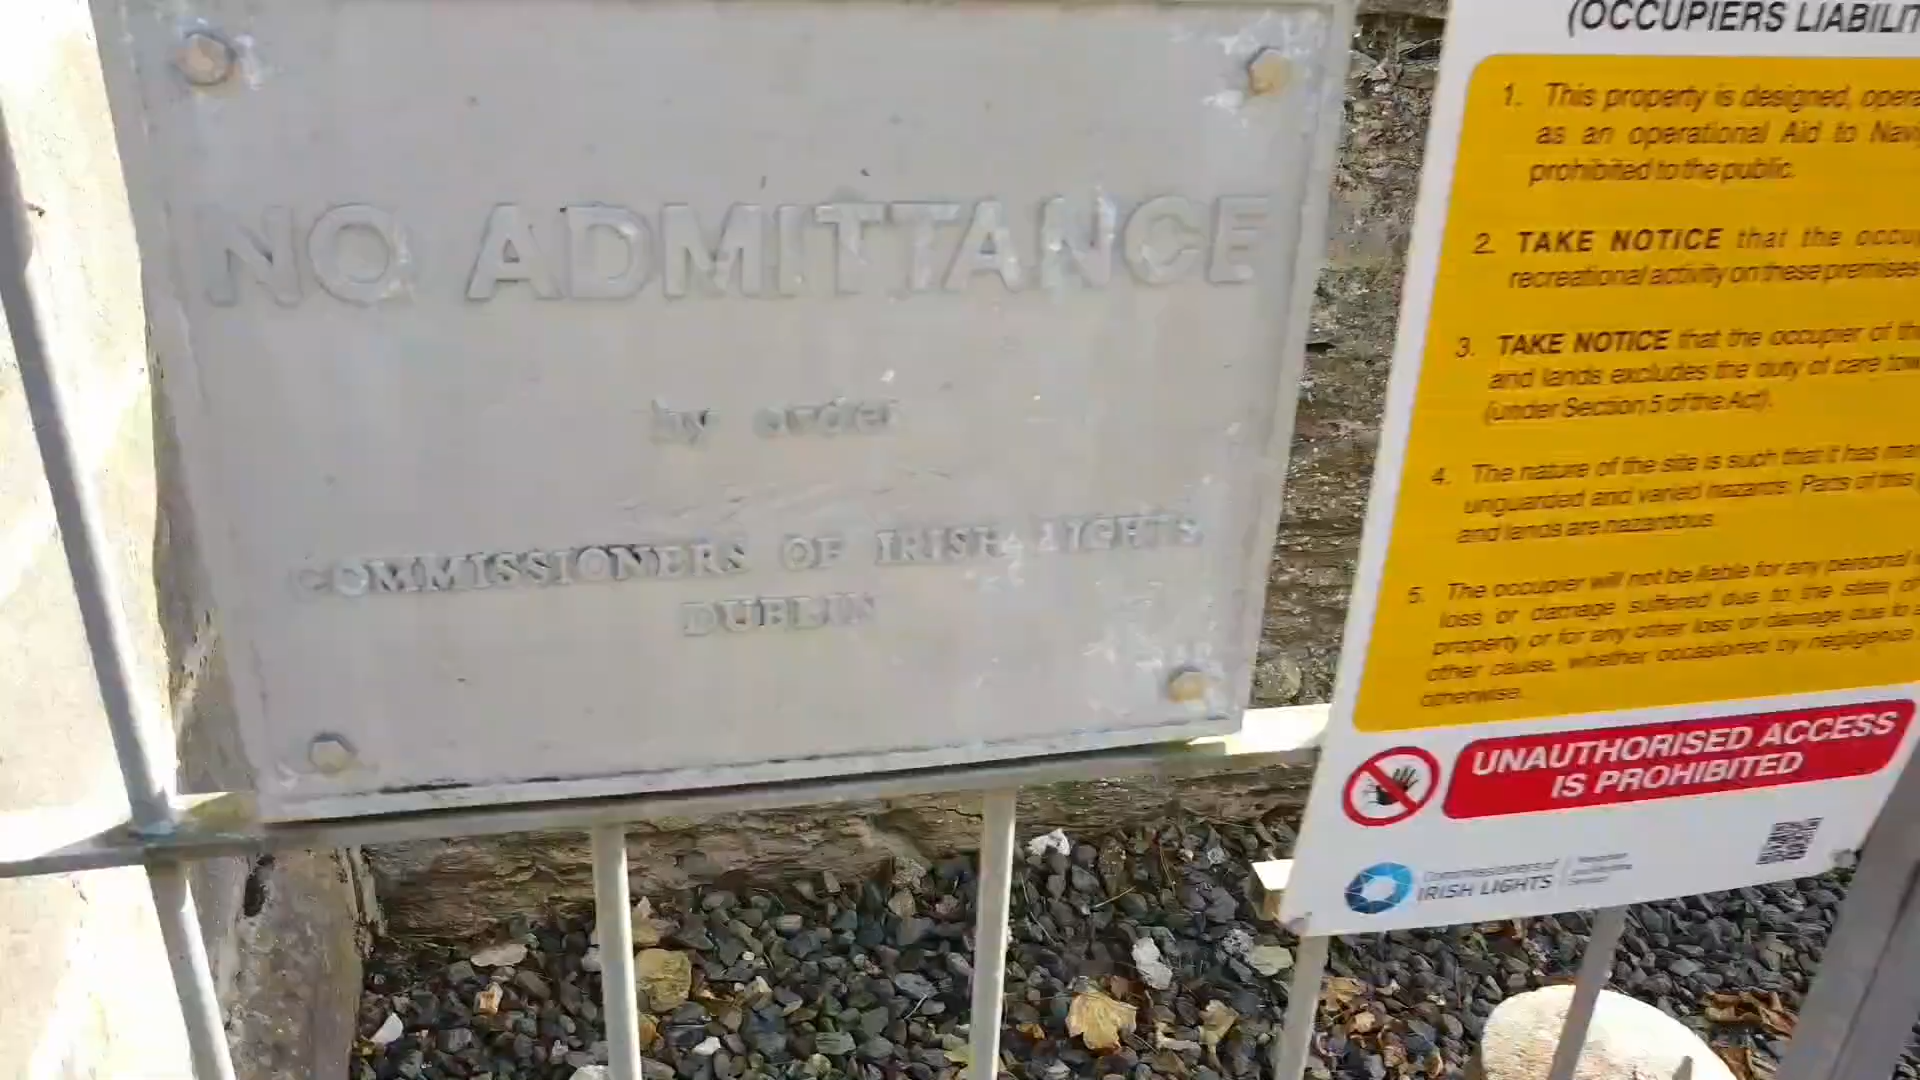 NO ADMITTANCE
by order
COMMISSIONERS OF IRISH LIGHTS
DUBLIN
(OCCUPIERS LIABILIT
1. This property is designed, opera
as an operational Aid to Navi
prohibited to the public.
2. TAKE NOTICE that the occup
recreational activity on these premises
3. TAKE NOTICE that the occupier of th
and lands excludes the duty of care tow
(under Section 5 of the Act).
4. The nature of the site is such that it has ma
unguarded and varied hazards. Parts of this
and lands are hazardous.
5. The occupier will not be liable for any personal
loss or damage suffered due to the state of
property or for any other loss or damage due to a
other cause, whether occasioned by negligence
otherwise.
UNAUTHORISED ACCESS
IS PROHIBITED
Commissioners of
IRISH LIGHTS